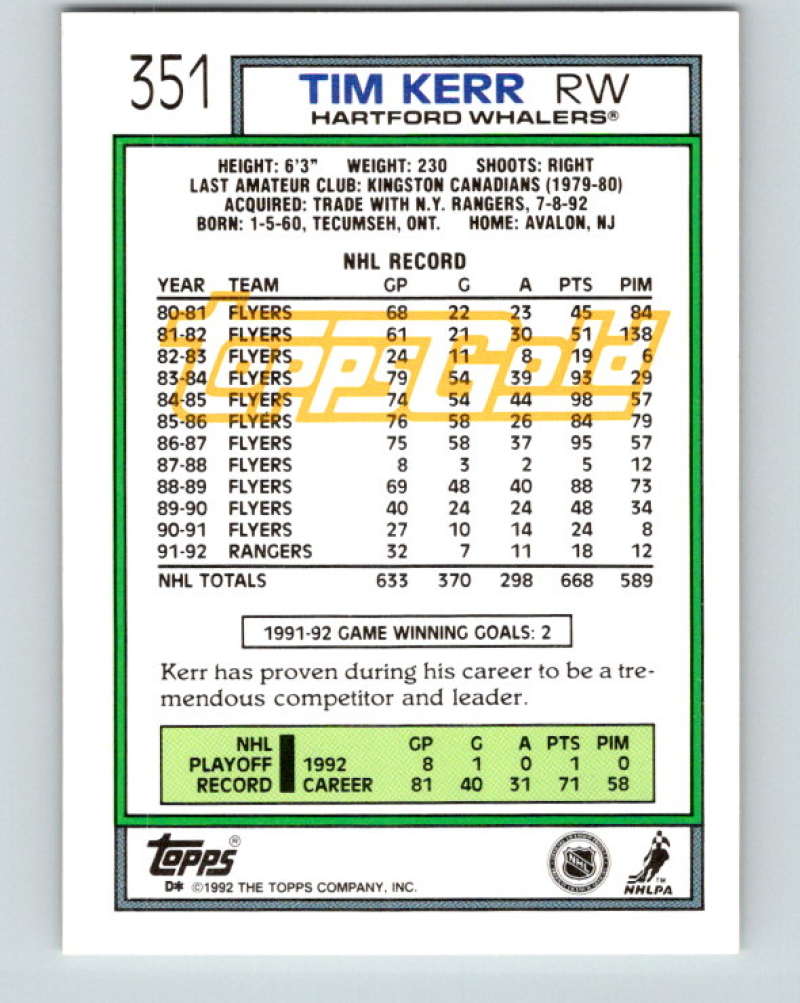 351
TIM KERR RW
HARTFORD WHALERS®
HEIGHT: 6'3" WEIGHT: 230 SHOOTS: RIGHT
LAST AMATEUR CLUB: KINGSTON CANADIANS (1979-80)
ACQUIRED: TRADE WITH N.Y. RANGERS, 7-8-92
BORN: 1-5-60, TECUMSEH, ONT. HOME: AVALON, NJ
NHL RECORD
YEAR TEAM GP G A PTS PIM
80-81 FLYERS 68 22 23 45 84
81-82 FLYERS 61 21 30 51 138
82-83 FLYERS 24 11 8 19 6
83-84 FLYERS 79 54 39 93 29
84-85 FLYERS 74 54 44 98 57
85-86 FLYERS 76 58 26 84 79
86-87 FLYERS 75 58 37 95 57
87-88 FLYERS 8 3 2 5 12
88-89 FLYERS 69 48 40 88 73
89-90 FLYERS 40 24 24 48 34
90-91 FLYERS 27 10 14 24 8
91-92 RANGERS 32 7 11 18 12
NHL TOTALS 633 370 298 668 589
Topps Gold
1991-92 GAME WINNING GOALS: 2
Kerr has proven during his career to be a tre-
mendous competitor and leader.
NHL GP G A PTS PIM
PLAYOFF 1992 8 1 0 1 0
RECORD CAREER 81 40 31 71 58
Topps®
D* ©1992 THE TOPPS COMPANY, INC.
NHL
™
NHLPA